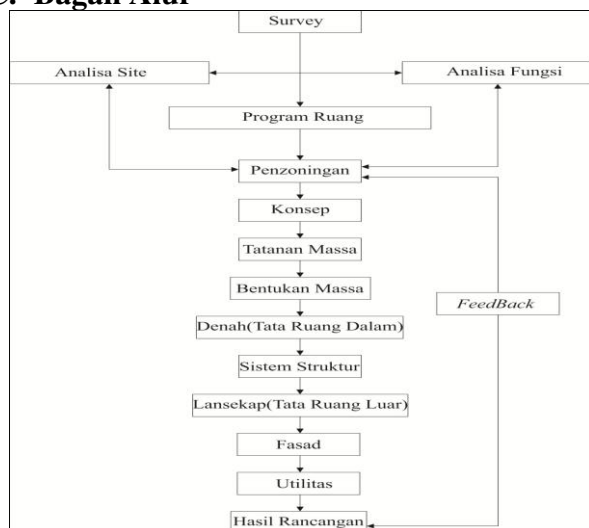 Bagan Alur
Survey
Analisa Site
Analisa Fungsi
Program Ruang
Penzoningan
Konsep
Tatanan Massa
Bentukan Massa
FeedBack
Denah(Tata Ruang Dalam)
Sistem Struktur
Lansekap(Tata Ruang Luar)
Fasad
Utilitas
Hasil Rancangan